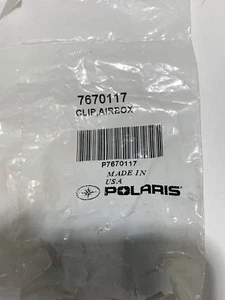 7670117
CLIP,AIRBOX
P7670117
MADE IN
USA
POLARIS